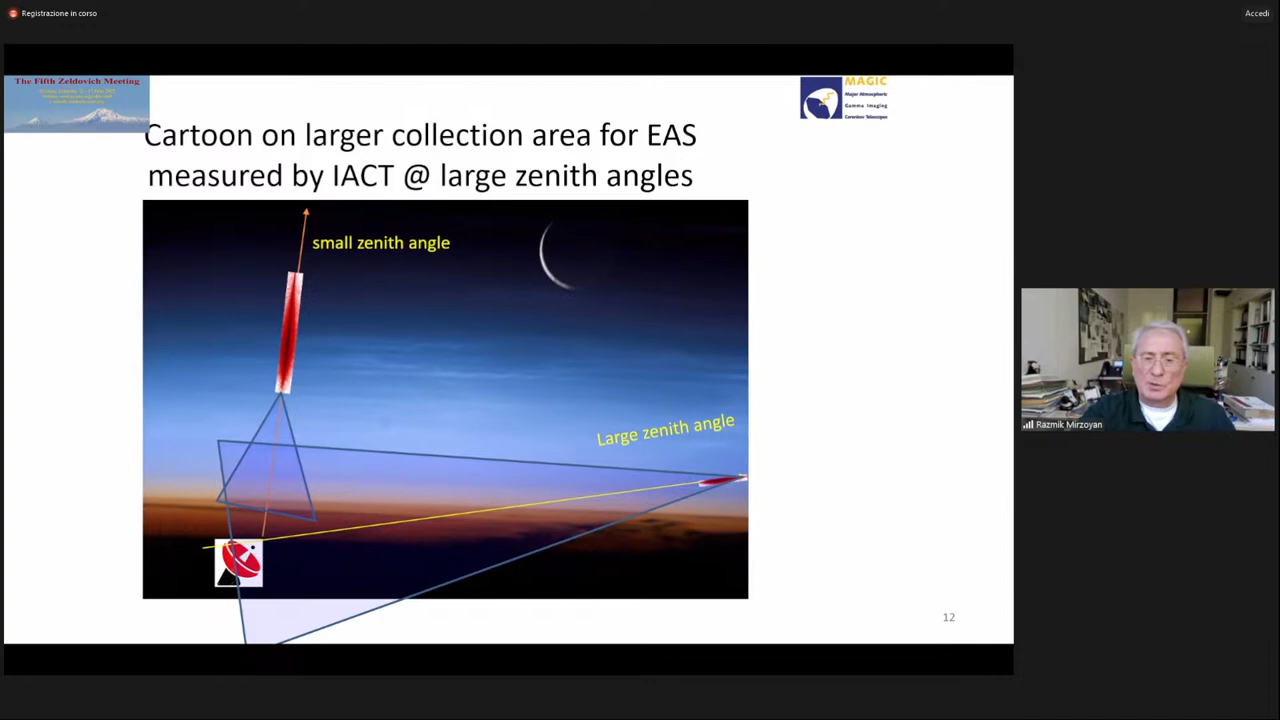 Registrazione in corso
Accedi
The Fifth Zeldovich Meeting
MAGIC
Major Atmospheric
Gamma Imaging
Cerenkov Telescopes
Cartoon on larger collection area for EAS
measured by IACT @ large zenith angles
small zenith angle
Large zenith angle
Razmik Mirzoyan
12